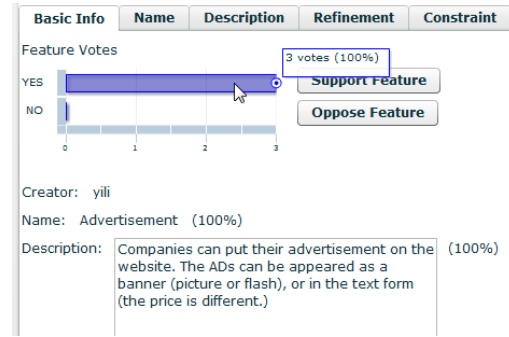 Basic Info Name Description Refinement Constraint
Feature Votes
3 votes (100%)
YES
Support Feature
NO
Oppose Feature
0 1 2 3
Creator: yili
Name: Advertisement (100%)
Description: Companies can put their advertisement on the (100%)
website. The ADs can be appeared as a
banner (picture or flash), or in the text form
(the price is different.)